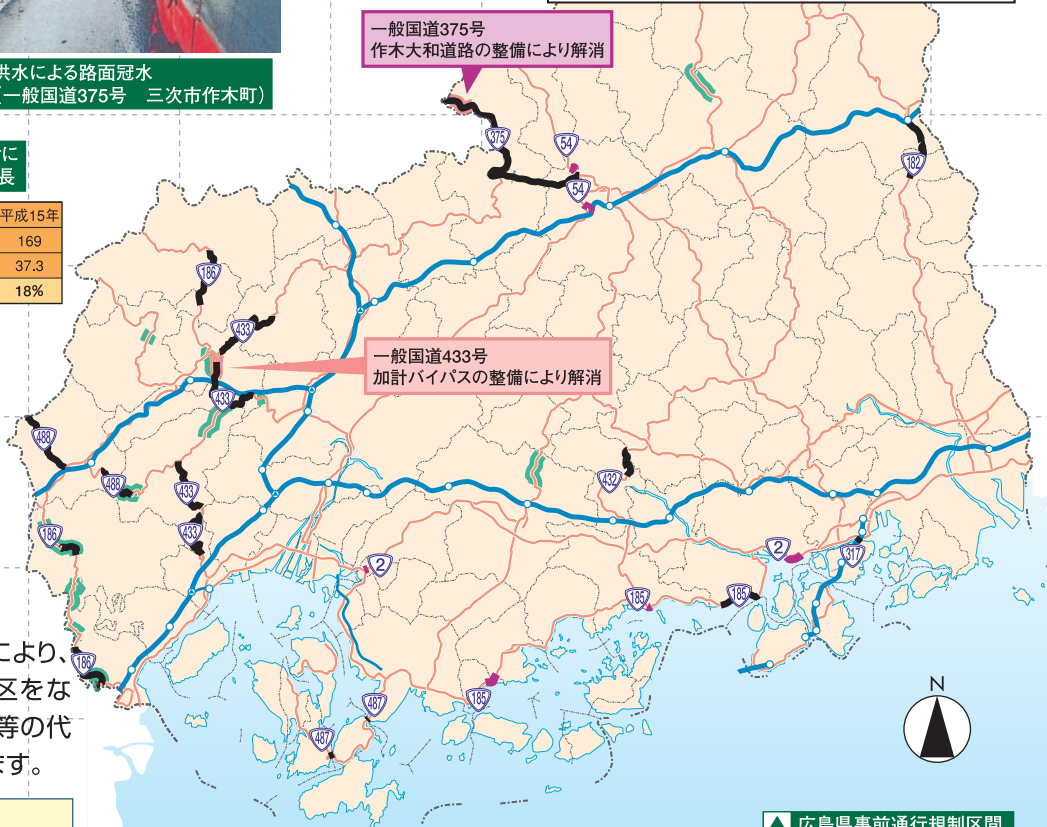 一般国道375号
作木大和道路の整備により解消
洪水による路面冠水
（一般国道375号　三次市作木町）
に
長
平成15年
169
37.3
18%
375
54
54
182
186
433
一般国道433号
加計バイパスの整備により解消
433
488
488
433
433
432
186
2
2
317
185
185
186
185
487
487
により、
区をな
等の代
ます。
N
▲ 広島県事前通行規制区間